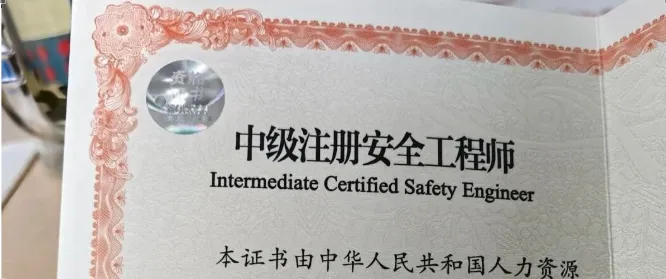 中级注册安全工程师
Intermediate Certified Safety Engineer
本证书由中华人民共和国人力资源